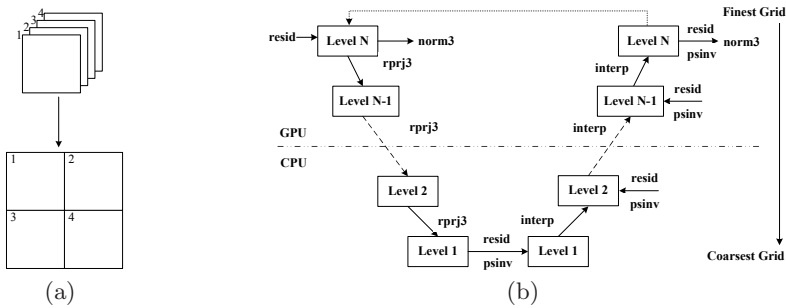 4
3
2
1
1 2
3 4
(a)
Finest Grid
resid Level N norm3
Level N resid norm3
psinv
rprj3
interp
Level N-1
Level N-1 resid
psinv
rprj3
interp
GPU
CPU
Level 2
Level 2 resid
psinv
rprj3
interp
Level 1 resid Level 1
psinv
Coarsest Grid
(b)